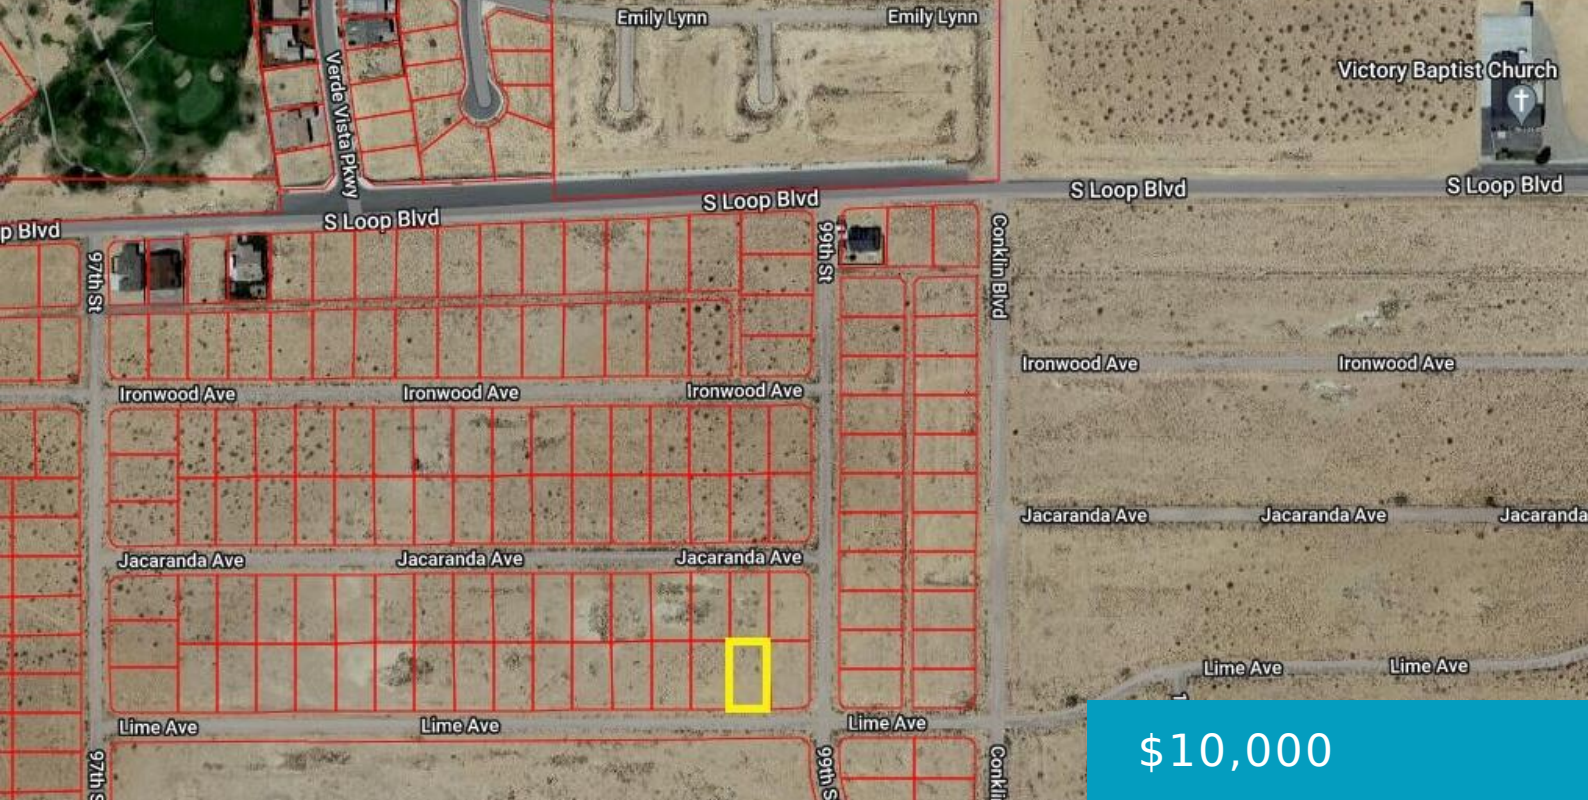 Emily Lynn
Emily Lynn
Verde Vista Pkwy
Victory Baptist Church
S Loop Blvd
S Loop Blvd
S Loop Blvd
S Loop Blvd
p Blvd
97th St
99th St
Conklin Blvd
Ironwood Ave
Ironwood Ave
Ironwood Ave
Ironwood Ave
Ironwood Ave
Jacaranda Ave
Jacaranda Ave
Jacaranda
Jacaranda Ave
Jacaranda Ave
Jacaranda Ave
Lime Ave
Lime Ave
Lime Ave
Lime Ave
Lime Ave
97th S
99th S
Conkli
$10,000